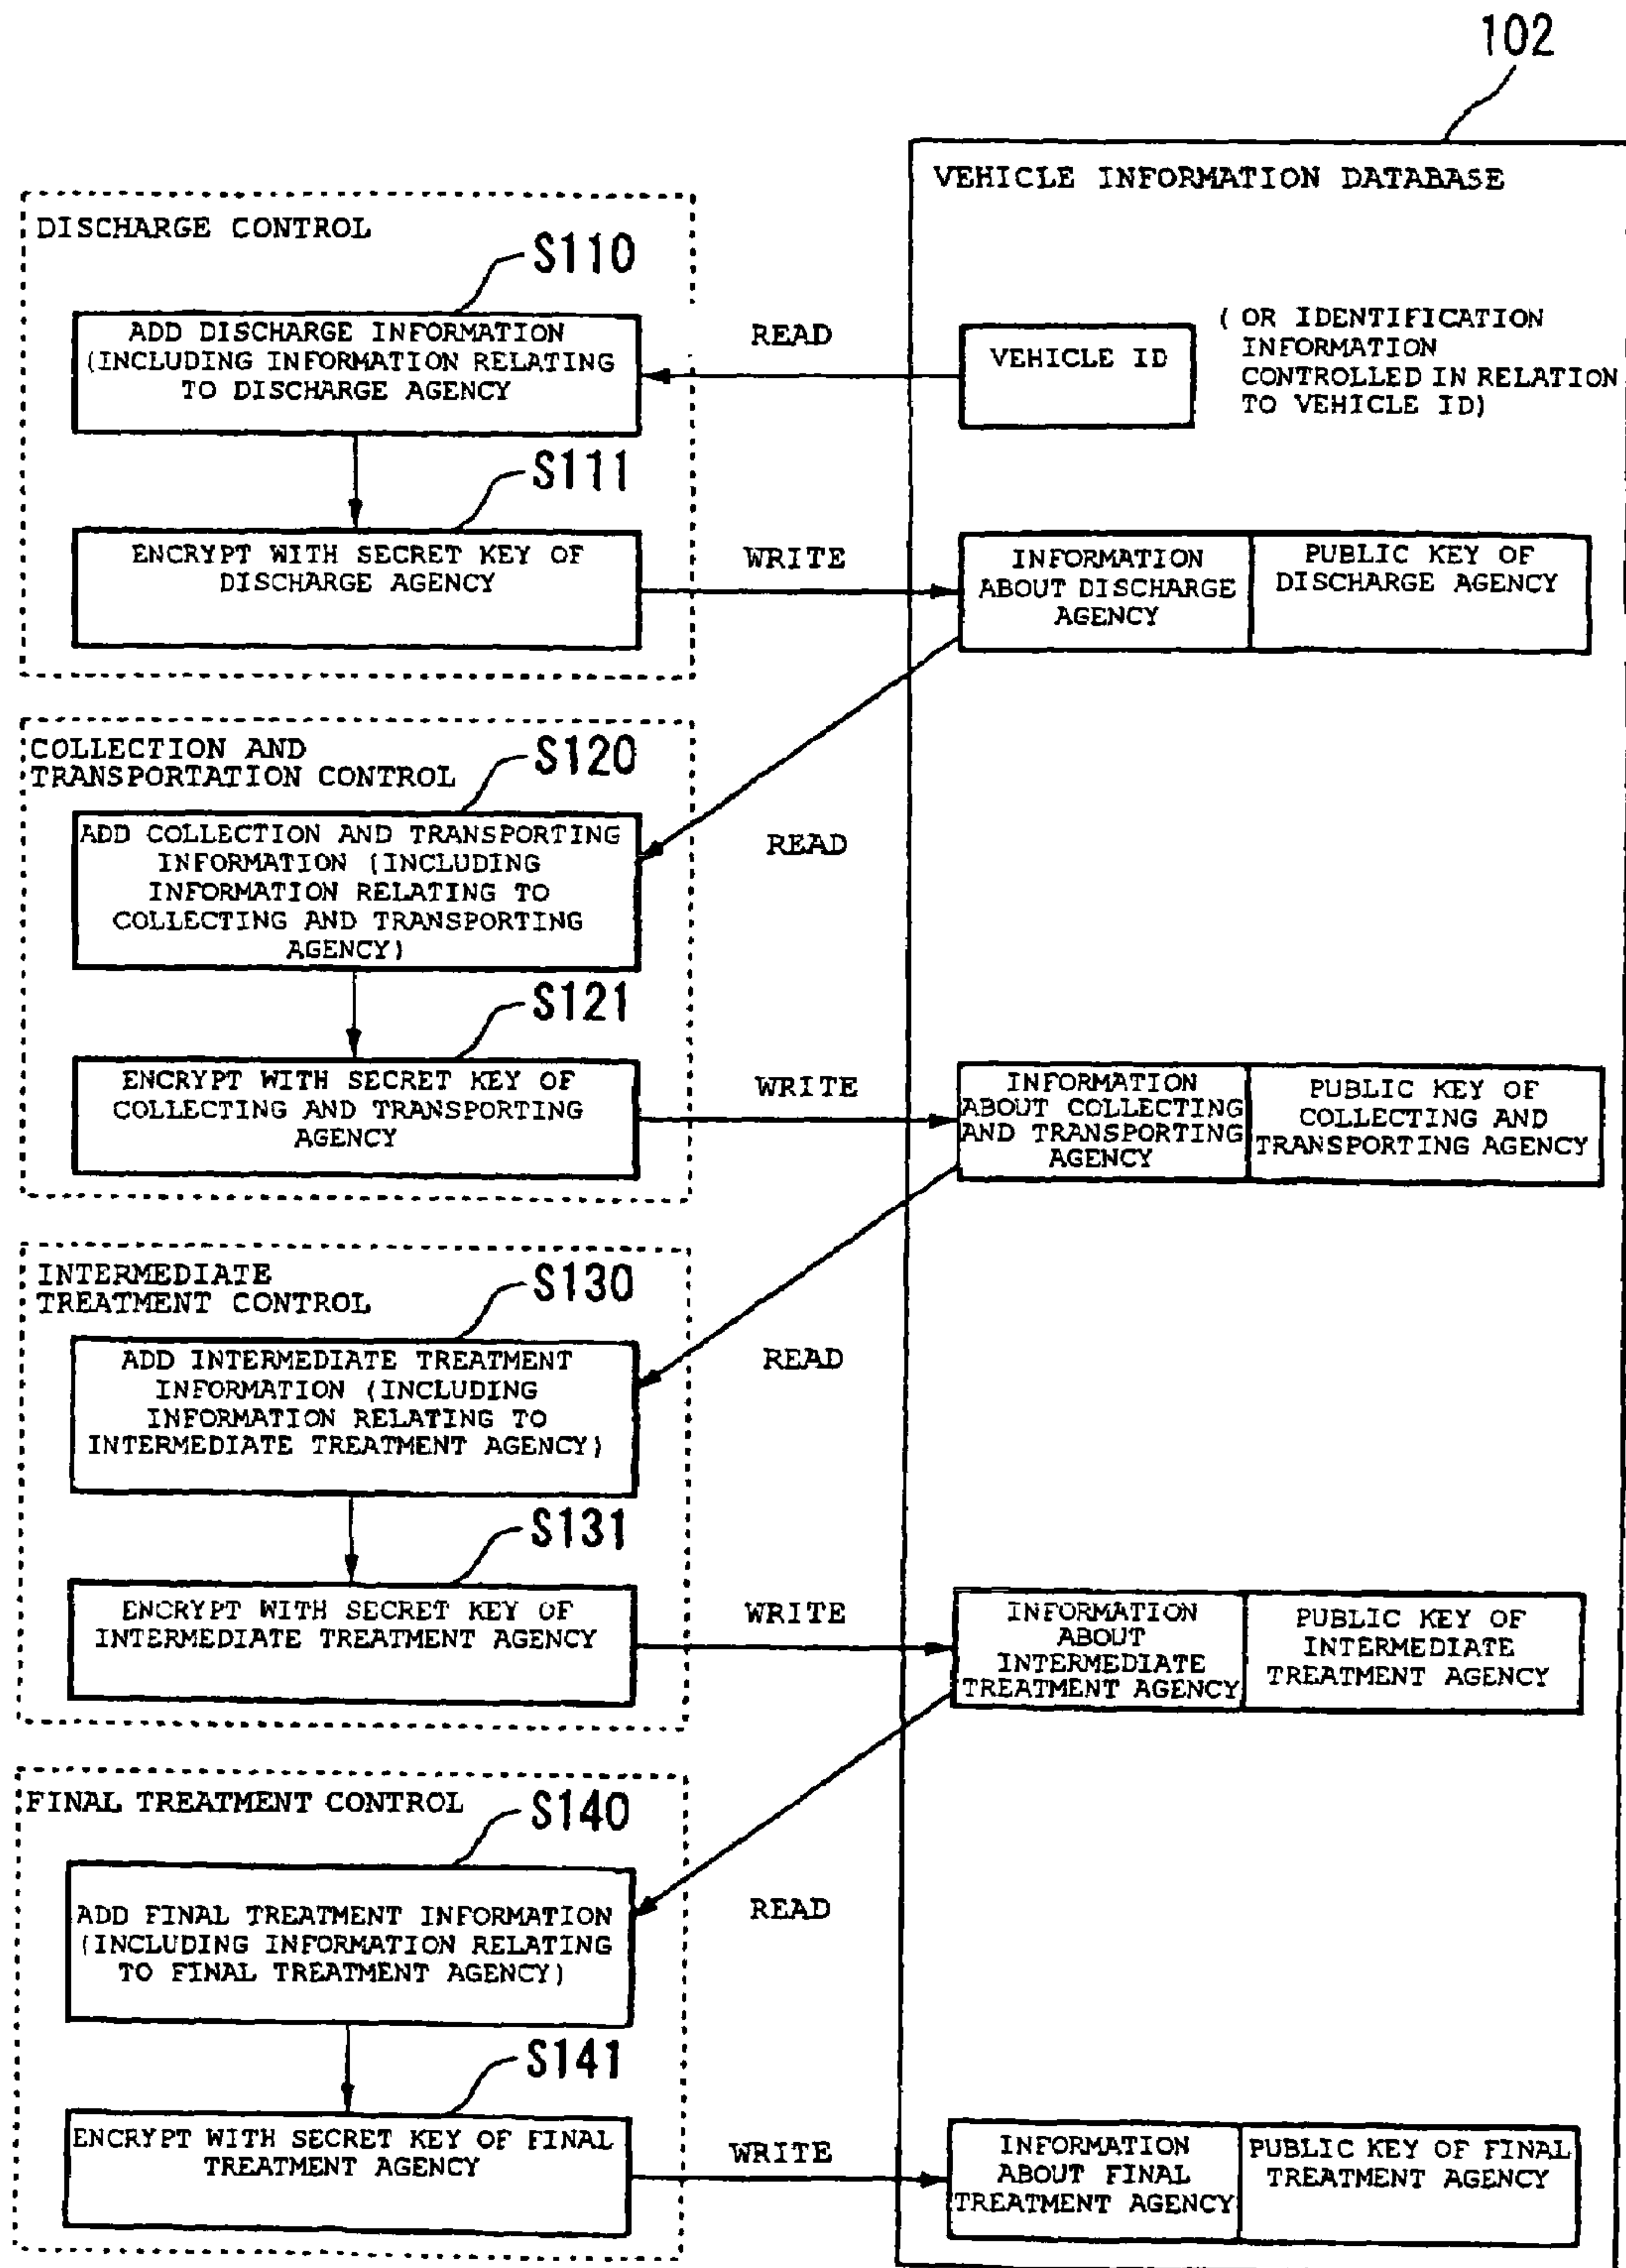 102
VEHICLE INFORMATION DATABASE
DISCHARGE CONTROL
S110
ADD DISCHARGE INFORMATION
(INCLUDING INFORMATION RELATING
TO DISCHARGE AGENCY
READ
VEHICLE ID
( OR IDENTIFICATION
INFORMATION
CONTROLLED IN RELATION
TO VEHICLE ID)
S111
ENCRYPT WITH SECRET KEY OF
DISCHARGE AGENCY
WRITE
INFORMATION
ABOUT DISCHARGE
AGENCY
PUBLIC KEY OF
DISCHARGE AGENCY
COLLECTION AND
TRANSPORTATION CONTROL
S120
ADD COLLECTION AND TRANSPORTING
INFORMATION (INCLUDING
INFORMATION RELATING TO
COLLECTING AND TRANSPORTING
AGENCY)
READ
S121
ENCRYPT WITH SECRET KEY OF
COLLECTING AND TRANSPORTING
AGENCY
WRITE
INFORMATION
ABOUT COLLECTING
AND TRANSPORTING
AGENCY
PUBLIC KEY OF
COLLECTING AND
TRANSPORTING AGENCY
INTERMEDIATE
TREATMENT CONTROL
S130
ADD INTERMEDIATE TREATMENT
INFORMATION (INCLUDING
INFORMATION RELATING TO
INTERMEDIATE TREATMENT AGENCY)
READ
S131
ENCRYPT WITH SECRET KEY OF
INTERMEDIATE TREATMENT AGENCY
WRITE
INFORMATION
ABOUT
INTERMEDIATE
TREATMENT AGENCY
PUBLIC KEY OF
INTERMEDIATE
TREATMENT AGENCY
FINAL TREATMENT CONTROL
S140
ADD FINAL TREATMENT INFORMATION
(INCLUDING INFORMATION RELATING
TO FINAL TREATMENT AGENCY)
READ
S141
ENCRYPT WITH SECRET KEY OF FINAL
TREATMENT AGENCY
WRITE
INFORMATION
ABOUT FINAL
TREATMENT AGENCY
PUBLIC KEY OF FINAL
TREATMENT AGENCY